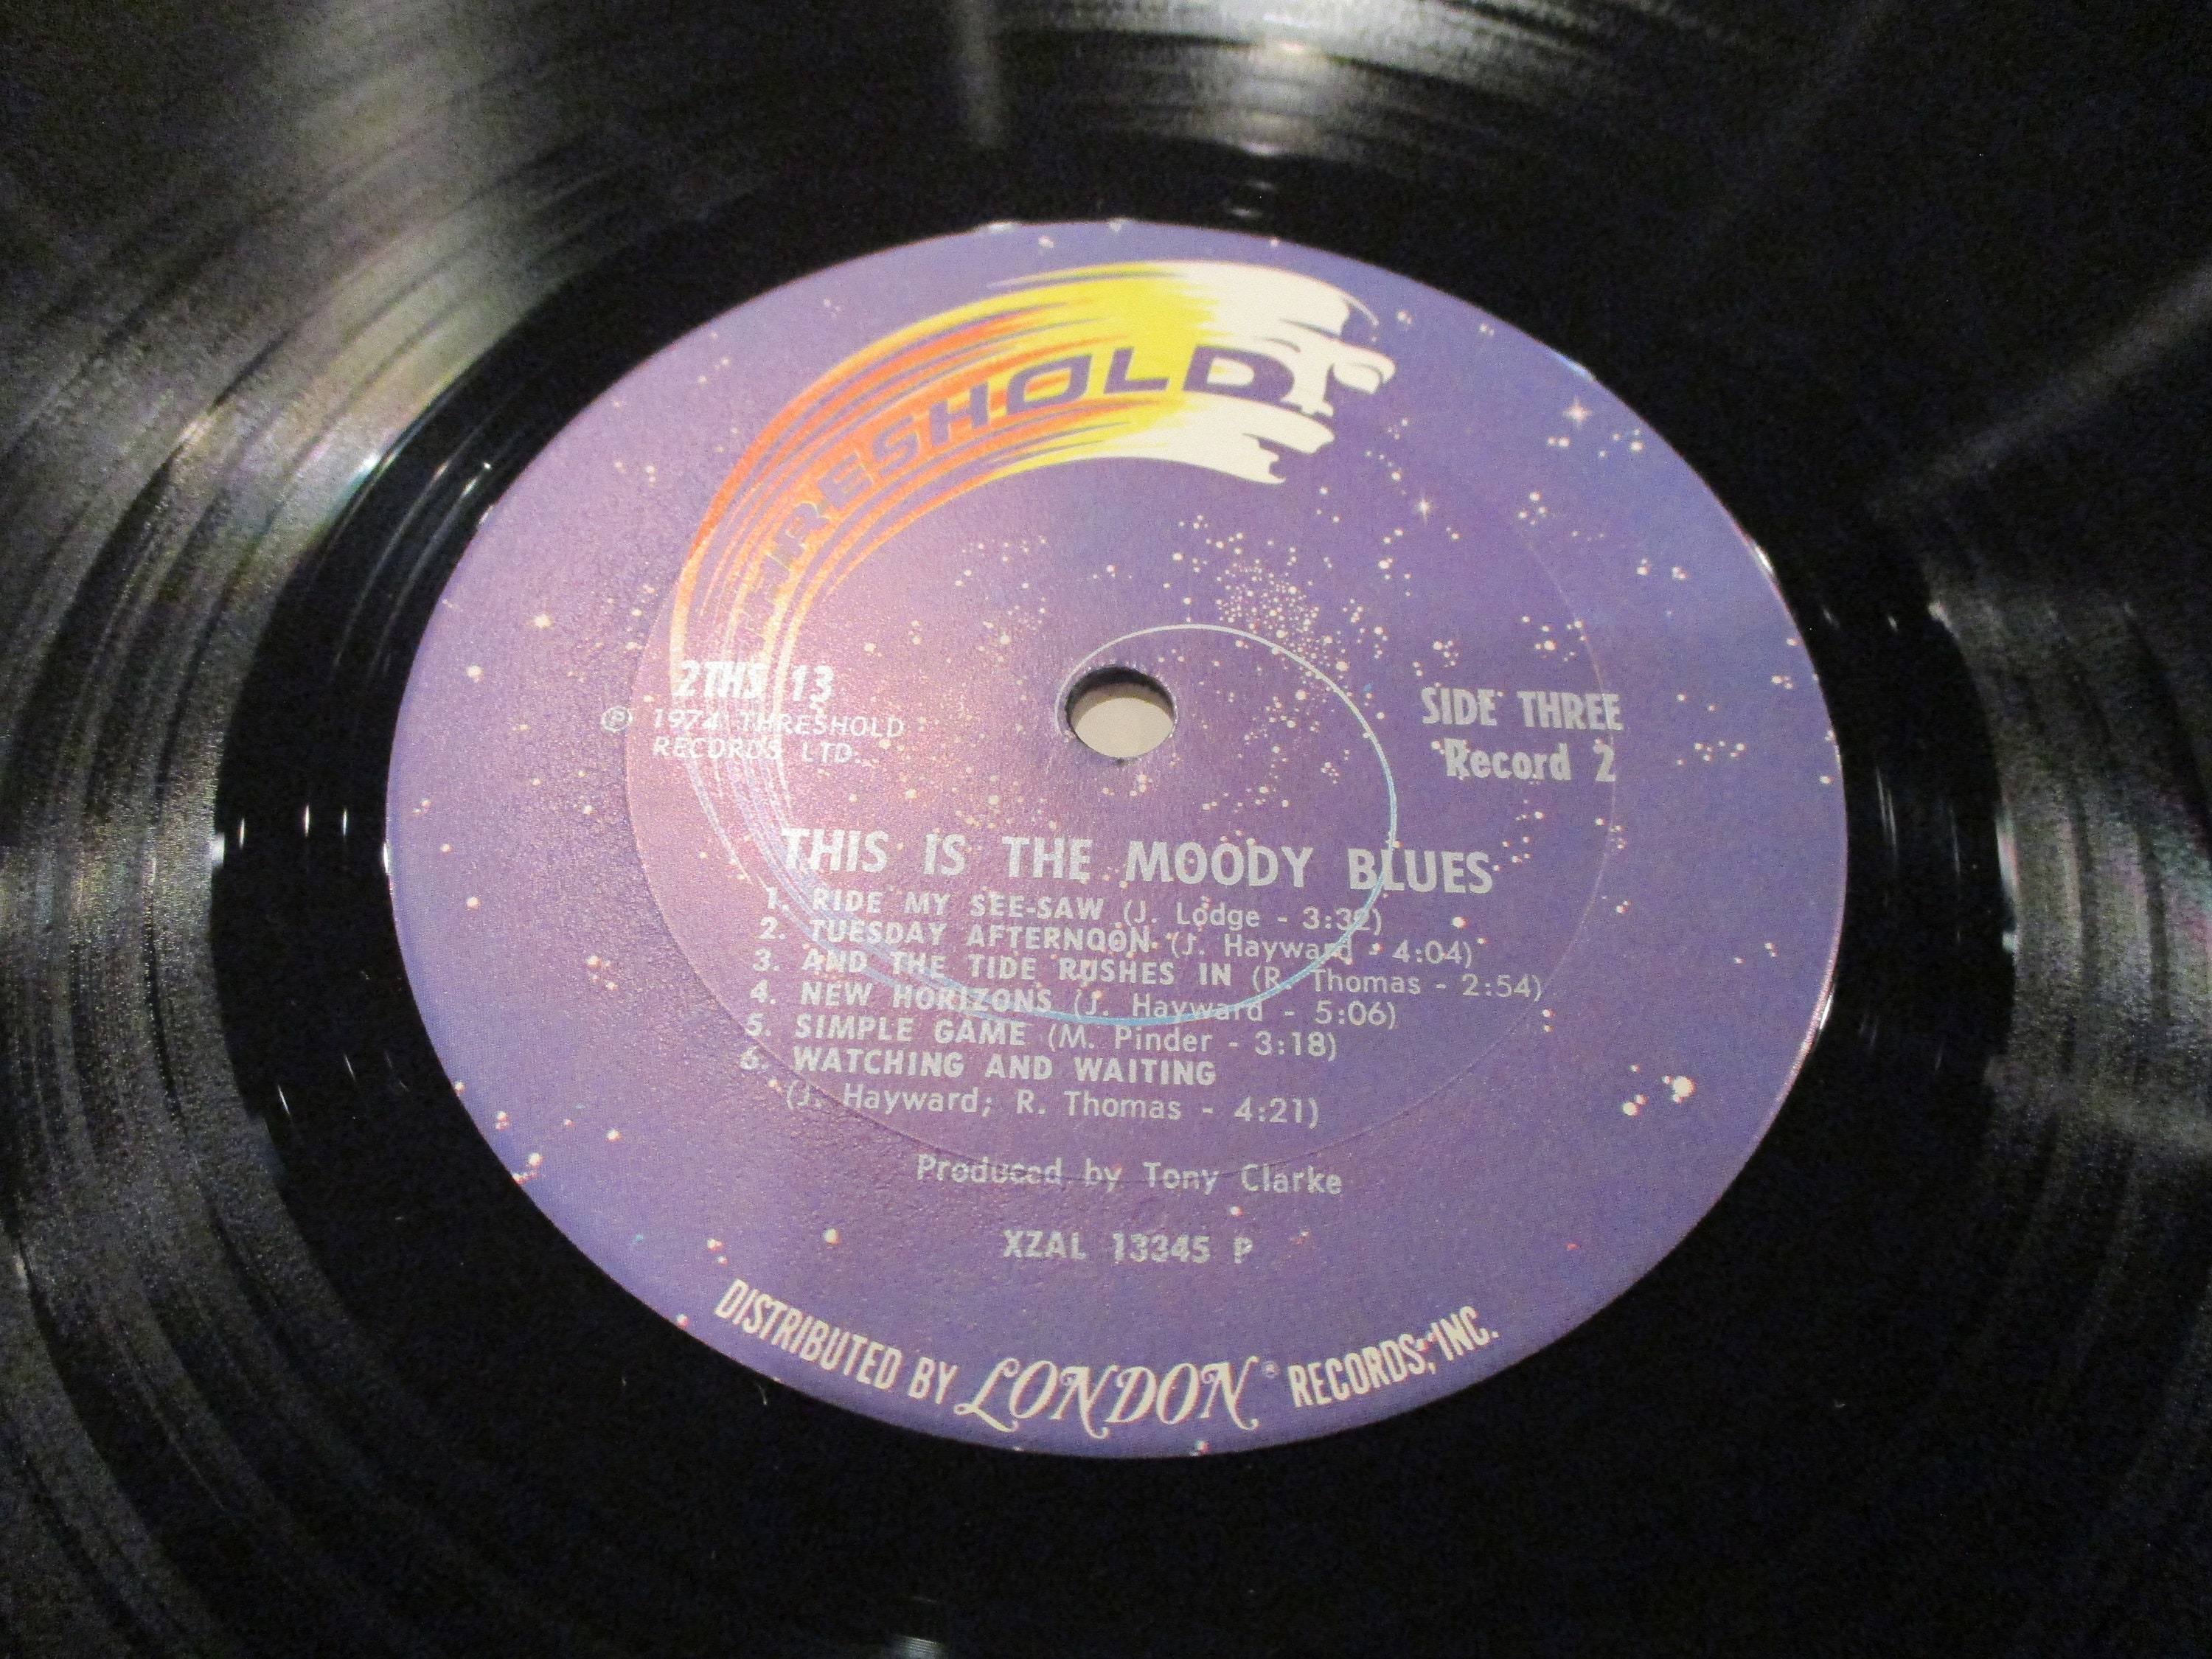 THRESHOLD
2THS 13
℗ 1974 THRESHOLD
RECORDS LTD.
SIDE THREE
Record 2
THIS IS THE MOODY BLUES
1. RIDE MY SEE-SAW (J. Lodge - 3:32)
2. TUESDAY AFTERNOON (J. Hayward - 4:04)
3. AND THE TIDE RUSHES IN (R. Thomas - 2:54)
4. NEW HORIZONS (J. Hayward - 5:06)
5. SIMPLE GAME (M. Pinder - 3:18)
6. WATCHING AND WAITING
(J. Hayward; R. Thomas - 4:21)
Produced by Tony Clarke
XZAL 13345 P
DISTRIBUTED BY LONDON ® RECORDS, INC.